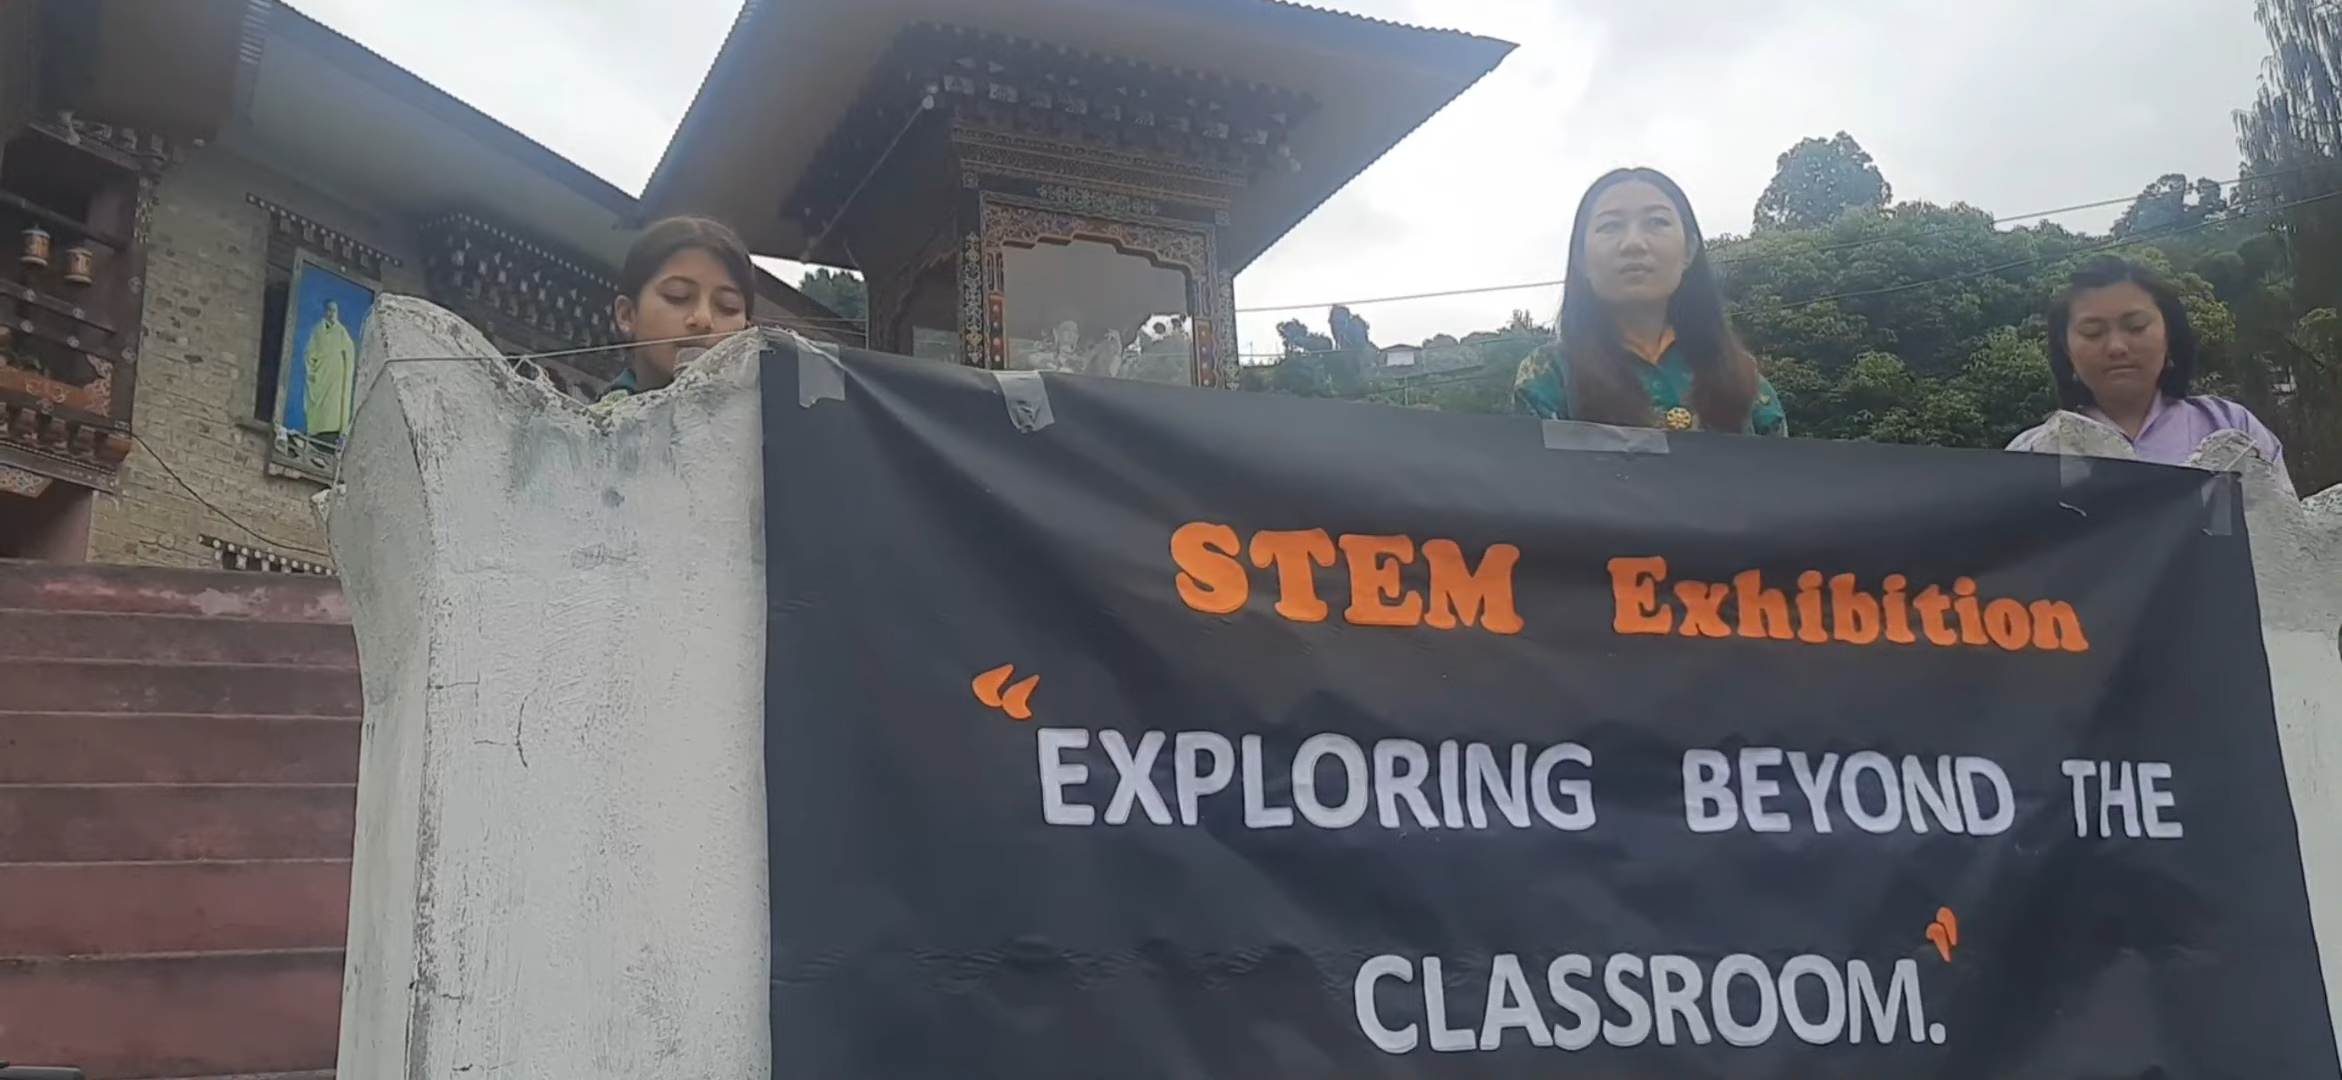 STEM Exhibition
“EXPLORING BEYOND THE
CLASSROOM.”